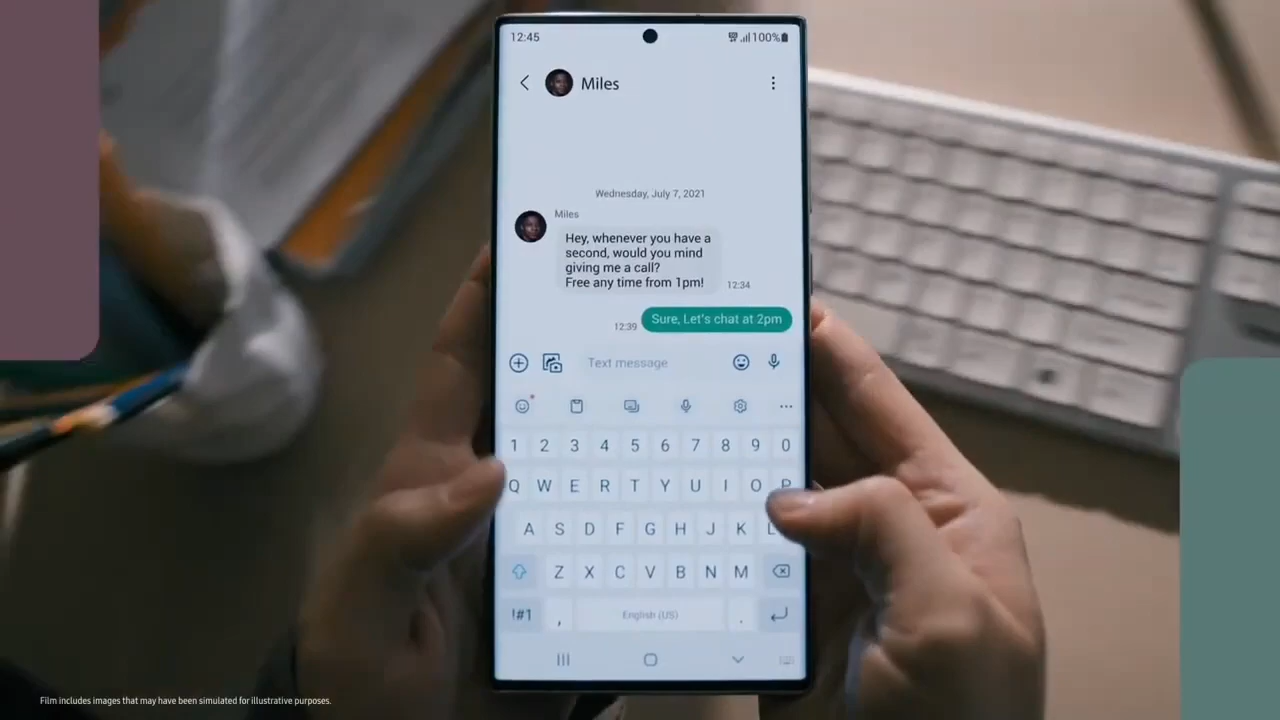 12:45
100%
Miles
Wednesday, July 7, 2021
Miles
Hey, whenever you have a
second, would you mind
giving me a call?
Free any time from 1pm!
12:34
12:39
Sure, Let's chat at 2pm
Text message
1 2 3 4 5 6 7 8 9 0
Q W E R T Y U I O P
A S D F G H J K L
Z X C V B N M
!#1 , English (US) .
Film includes images that may have been simulated for illustrative purposes.